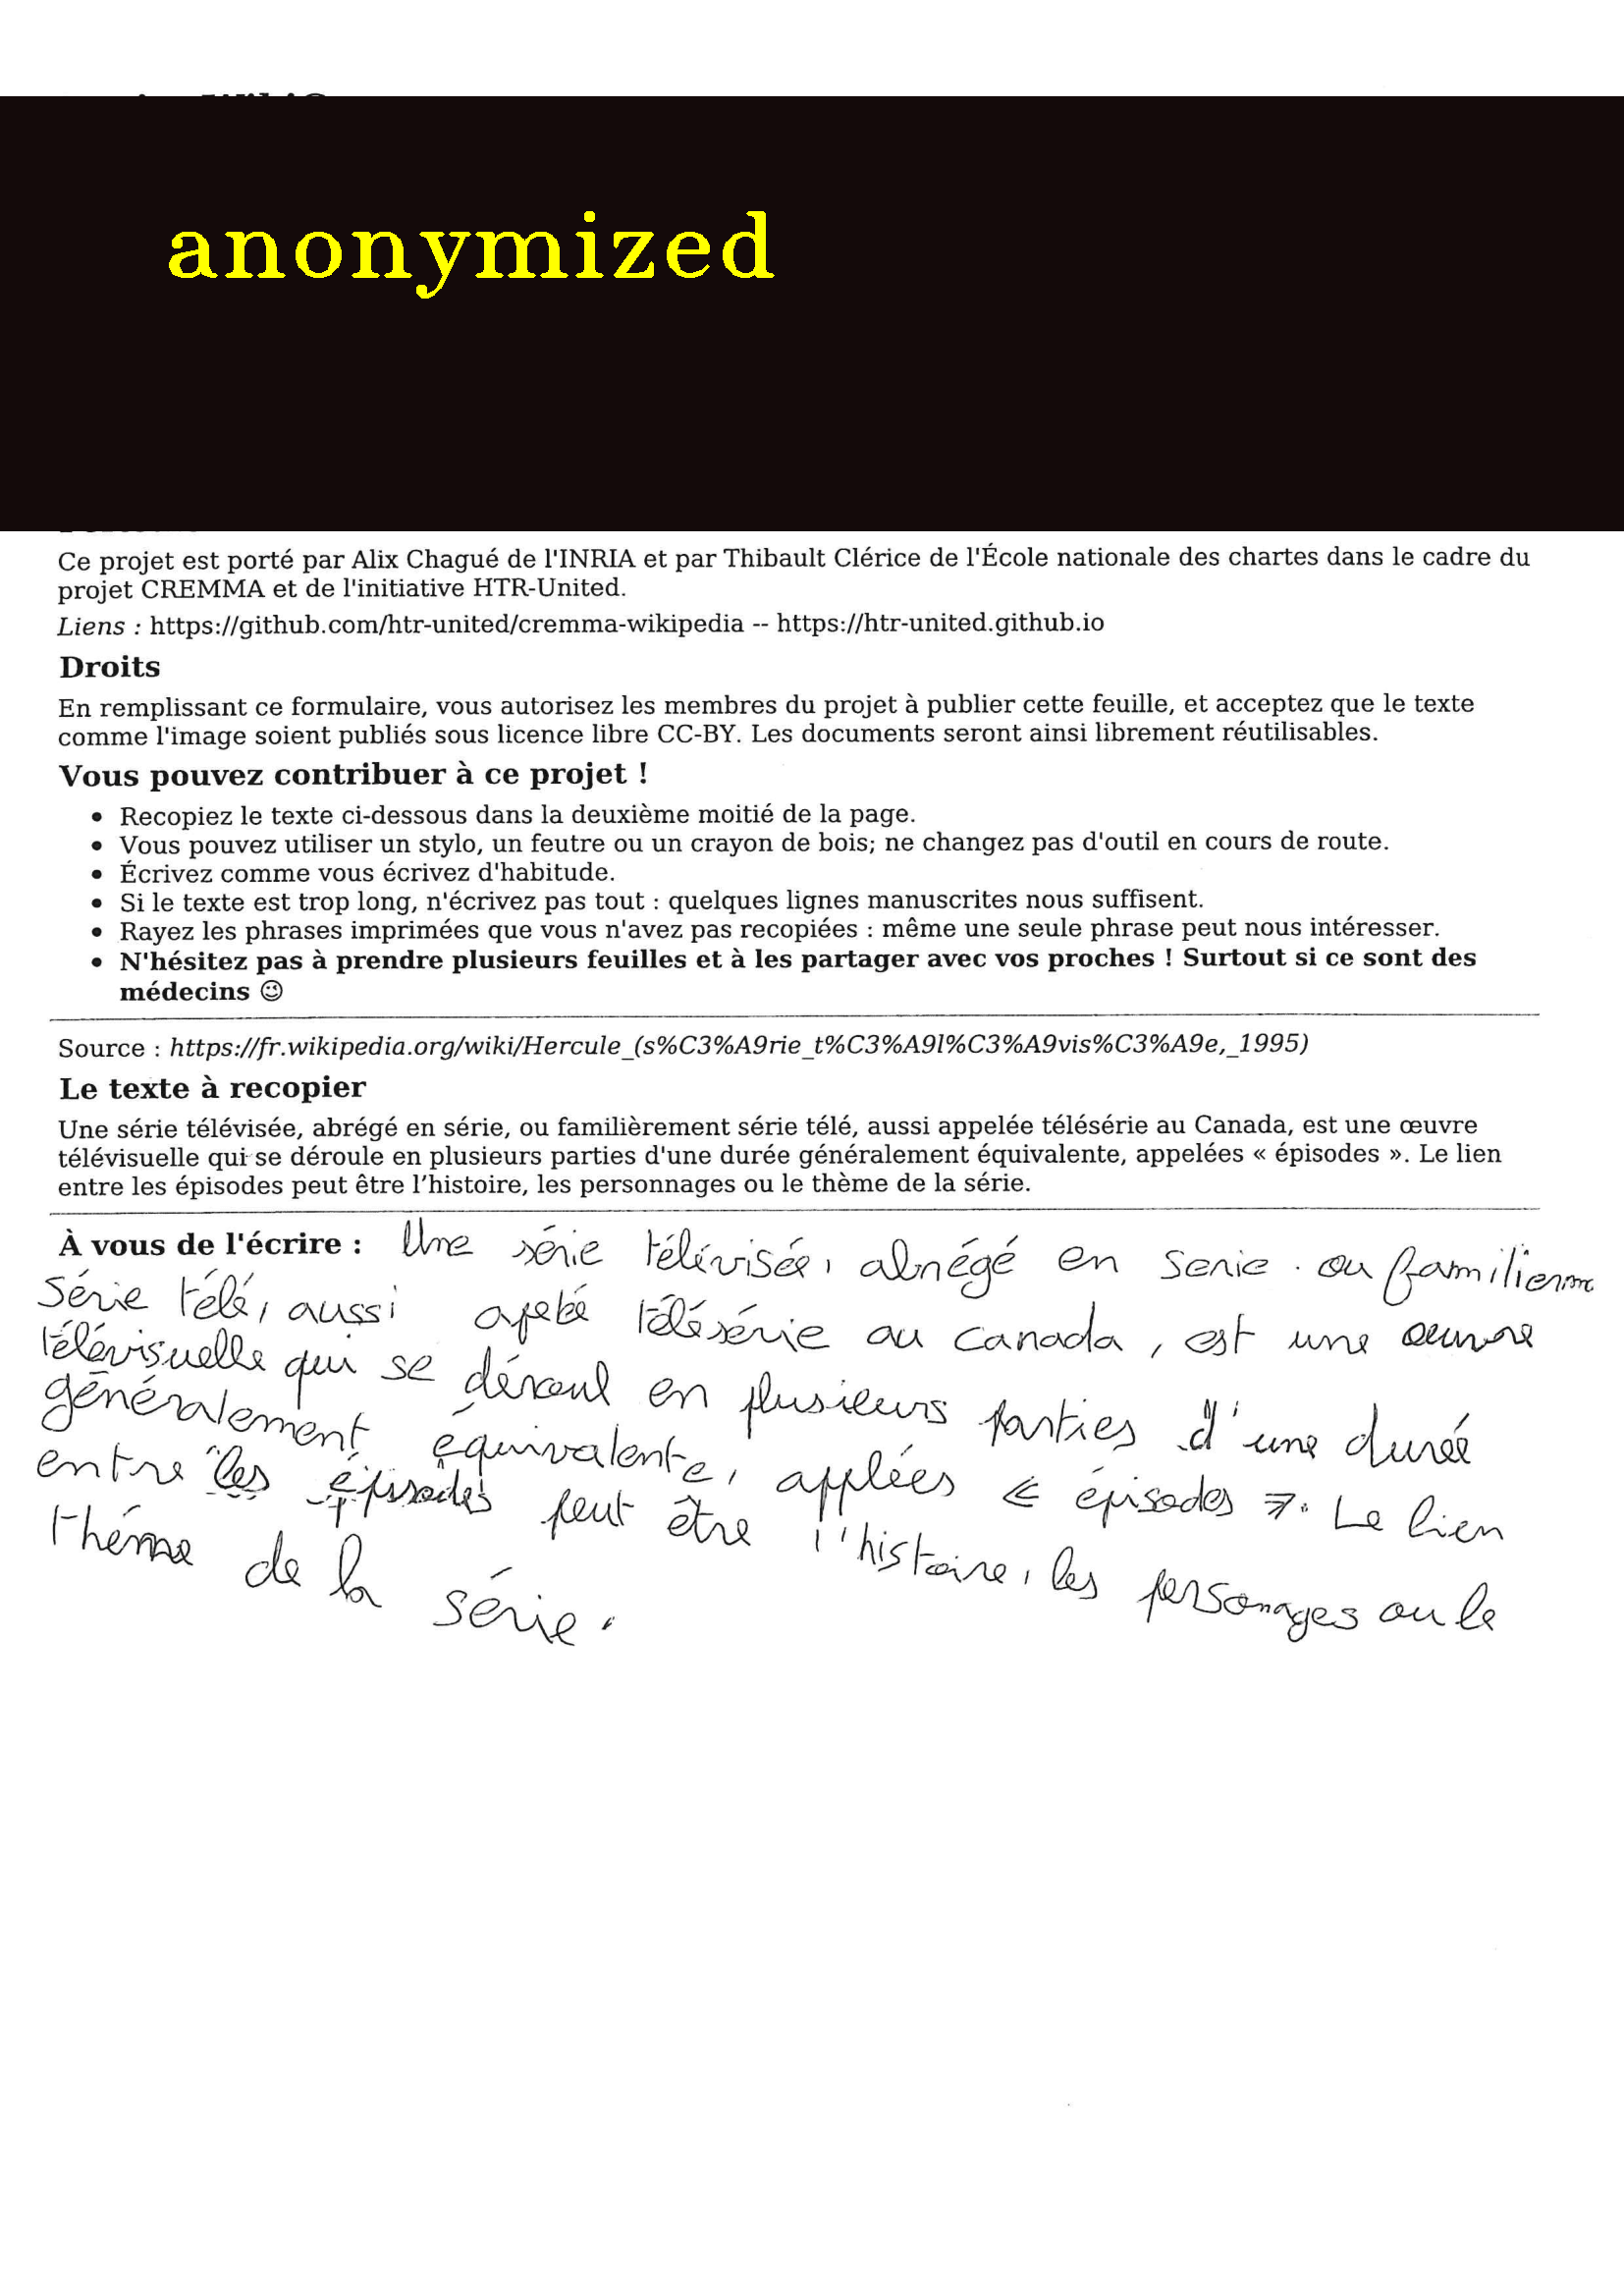 anonymized
Ce projet est porté par Alix Chagué de l'INRIA et par Thibault Clérice de l'École nationale des chartes dans le cadre du
projet CREMMA et de l'initiative HTR-United.
Liens : https://github.com/htr-united/cremma-wikipedia -- https://htr-united.github.io
Droits
En remplissant ce formulaire, vous autorisez les membres du projet à publier cette feuille, et acceptez que le texte
comme l'image soient publiés sous licence libre CC-BY. Les documents seront ainsi librement réutilisables.
Vous pouvez contribuer à ce projet !
• Recopiez le texte ci-dessous dans la deuxième moitié de la page.
• Vous pouvez utiliser un stylo, un feutre ou un crayon de bois; ne changez pas d'outil en cours de route.
• Écrivez comme vous écrivez d'habitude.
• Si le texte est trop long, n'écrivez pas tout : quelques lignes manuscrites nous suffisent.
• Rayez les phrases imprimées que vous n'avez pas recopiées : même une seule phrase peut nous intéresser.
• N'hésitez pas à prendre plusieurs feuilles et à les partager avec vos proches ! Surtout si ce sont des
médecins 😉
Source : https://fr.wikipedia.org/wiki/Hercule_(s%C3%A9rie_t%C3%A9l%C3%A9vis%C3%A9e,_1995)
Le texte à recopier
Une série télévisée, abrégé en série, ou familièrement série télé, aussi appelée télésérie au Canada, est une œuvre
télévisuelle qui se déroule en plusieurs parties d'une durée généralement équivalente, appelées « épisodes ». Le lien
entre les épisodes peut être l’histoire, les personnages ou le thème de la série.
À vous de l'écrire : Une série télévisée, abrégé en serie. ou
série télé, aussi télésérie au canada, est une œuvre
télévisuelle qui se déroul en plusieurs parties d'une durée
généralement équivalente, applées « épisodes ». Le lien
entre les épisodes peut être l'histoire, les personages ou le
théme de la série.